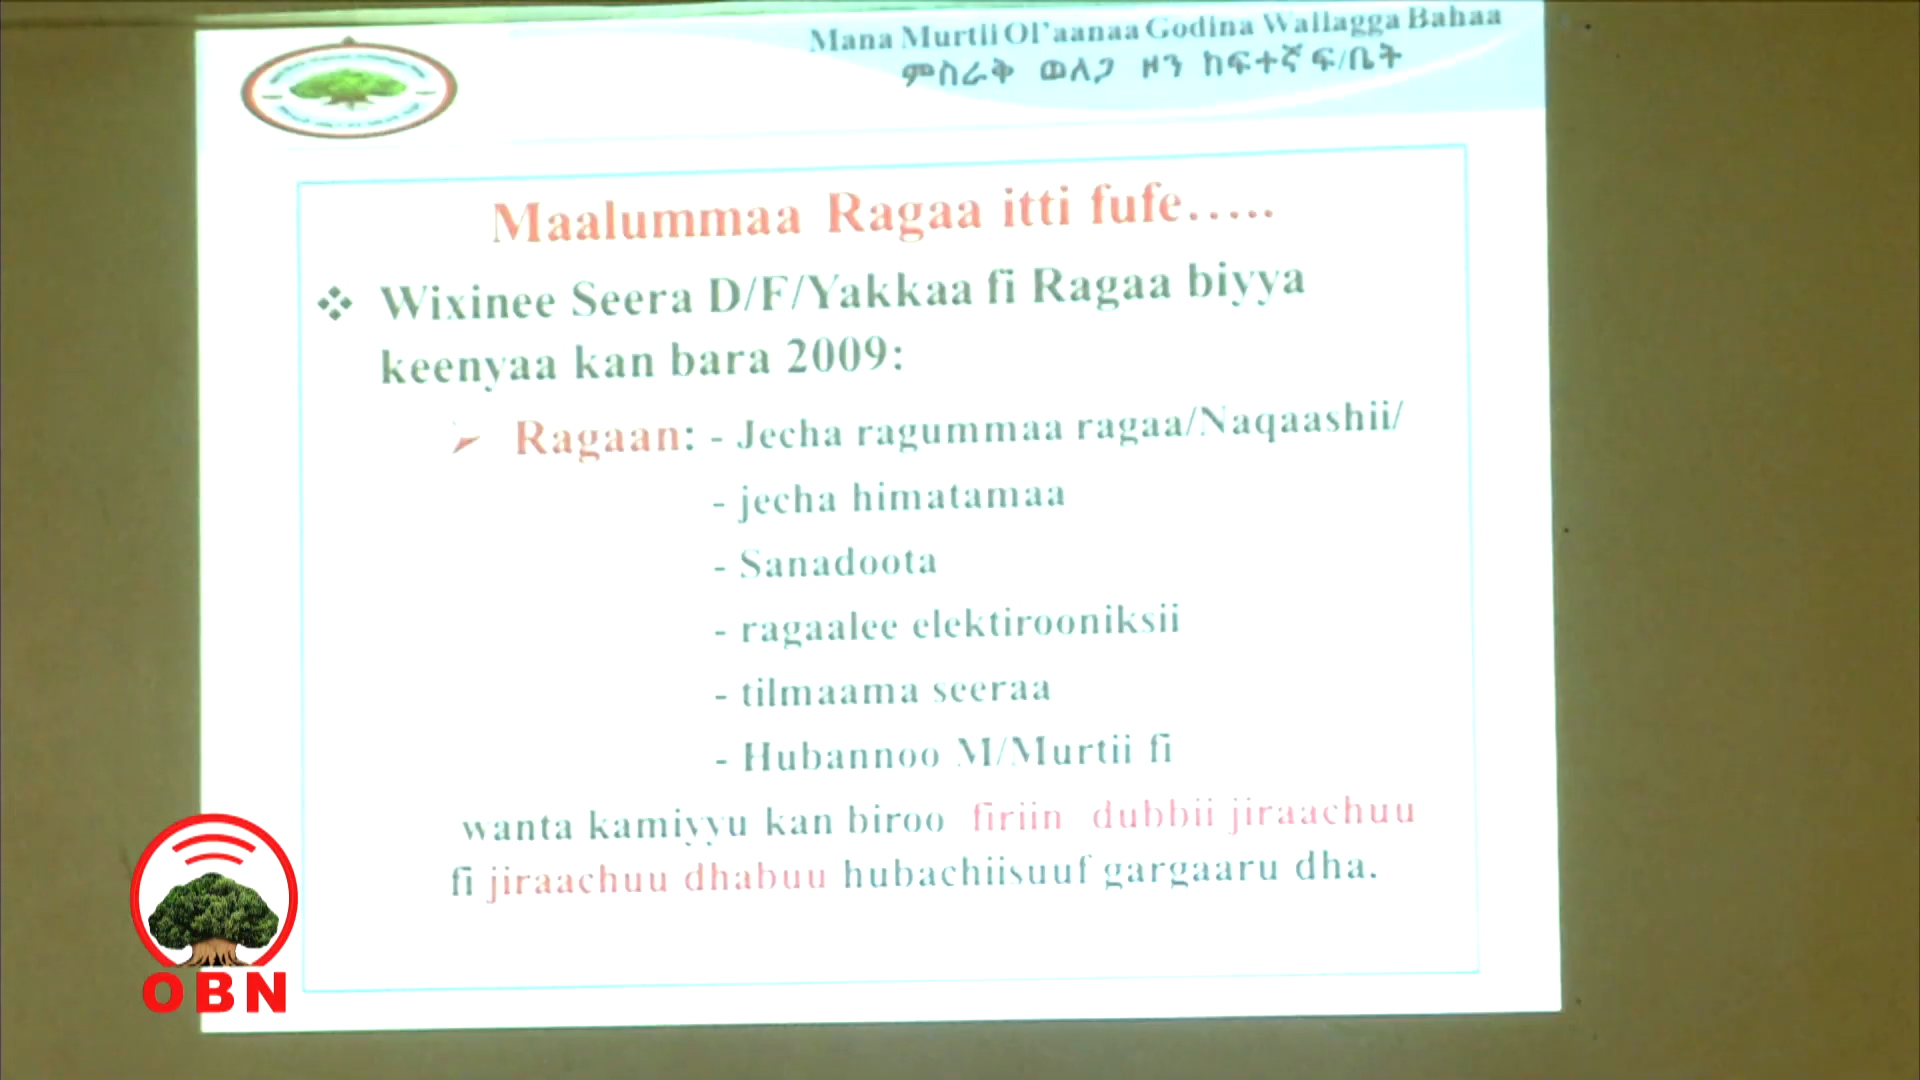 Mana Murtii Ol'aanaa Godina Wallagga Bahaa
ምስራቅ ወለጋ ዞን ከፍተኛ ፍ/ቤት
Maalummaa Ragaa itti fufe.....
❖ Wixinee Seera D/F/Yakkaa fi Ragaa biyya
keenyaa kan bara 2009:
➢ Ragaan: - Jecha ragummaa ragaa/Naqaashii/
- jecha himatamaa
- Sanadoota
- ragaalee elektirooniksii
- tilmaama seeraa
- Hubannoo M/Murtii fi
wanta kamiyyu kan biroo firiin dubbii jiraachuu
fi jiraachuu dhabuu hubachiisuuf gargaaru dha.
OBN